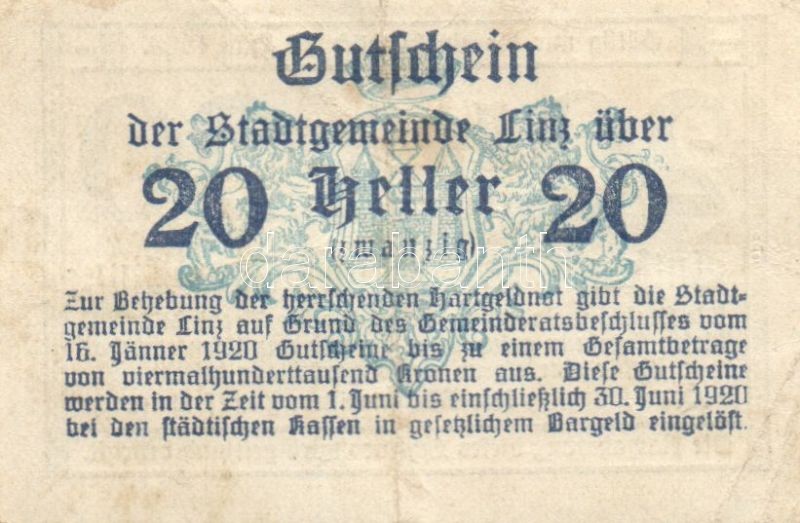 Gutschein
der Stadtgemeinde Linz über
20 Heller 20
(zwanzig)
darabanth
Zur Behebung der herrschenden Hartgeldnot gibt die Stadt-
gemeinde Linz auf Grund des Gemeinderatsbeschlusses vom
16. Jänner 1920 Gutscheine bis zu einem Gesamtbetrage
von viermalhunderttausend Kronen aus. Diese Gutscheine
werden in der Zeit vom 1. Juni bis einschließlich 30. Juni 1920
bei den städtischen Kassen in gesetzlichem Bargeld eingelöst.